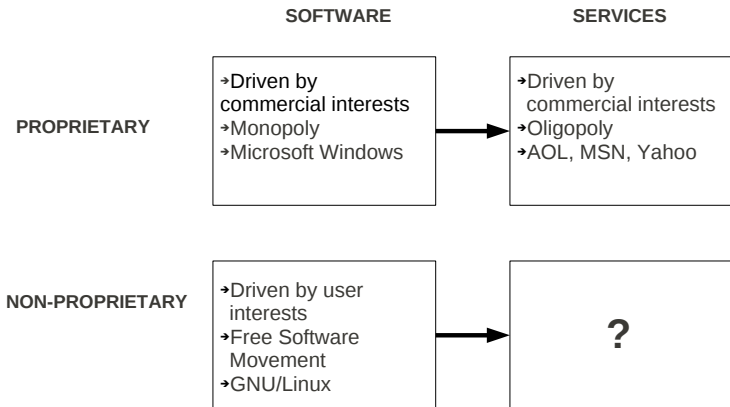 SOFTWARE
SERVICES
PROPRIETARY
➔Driven by
commercial interests
➔Monopoly
➔Microsoft Windows
➔Driven by
commercial interests
➔Oligopoly
➔AOL, MSN, Yahoo
NON-PROPRIETARY
➔Driven by user
interests
➔Free Software
Movement
➔GNU/Linux
?